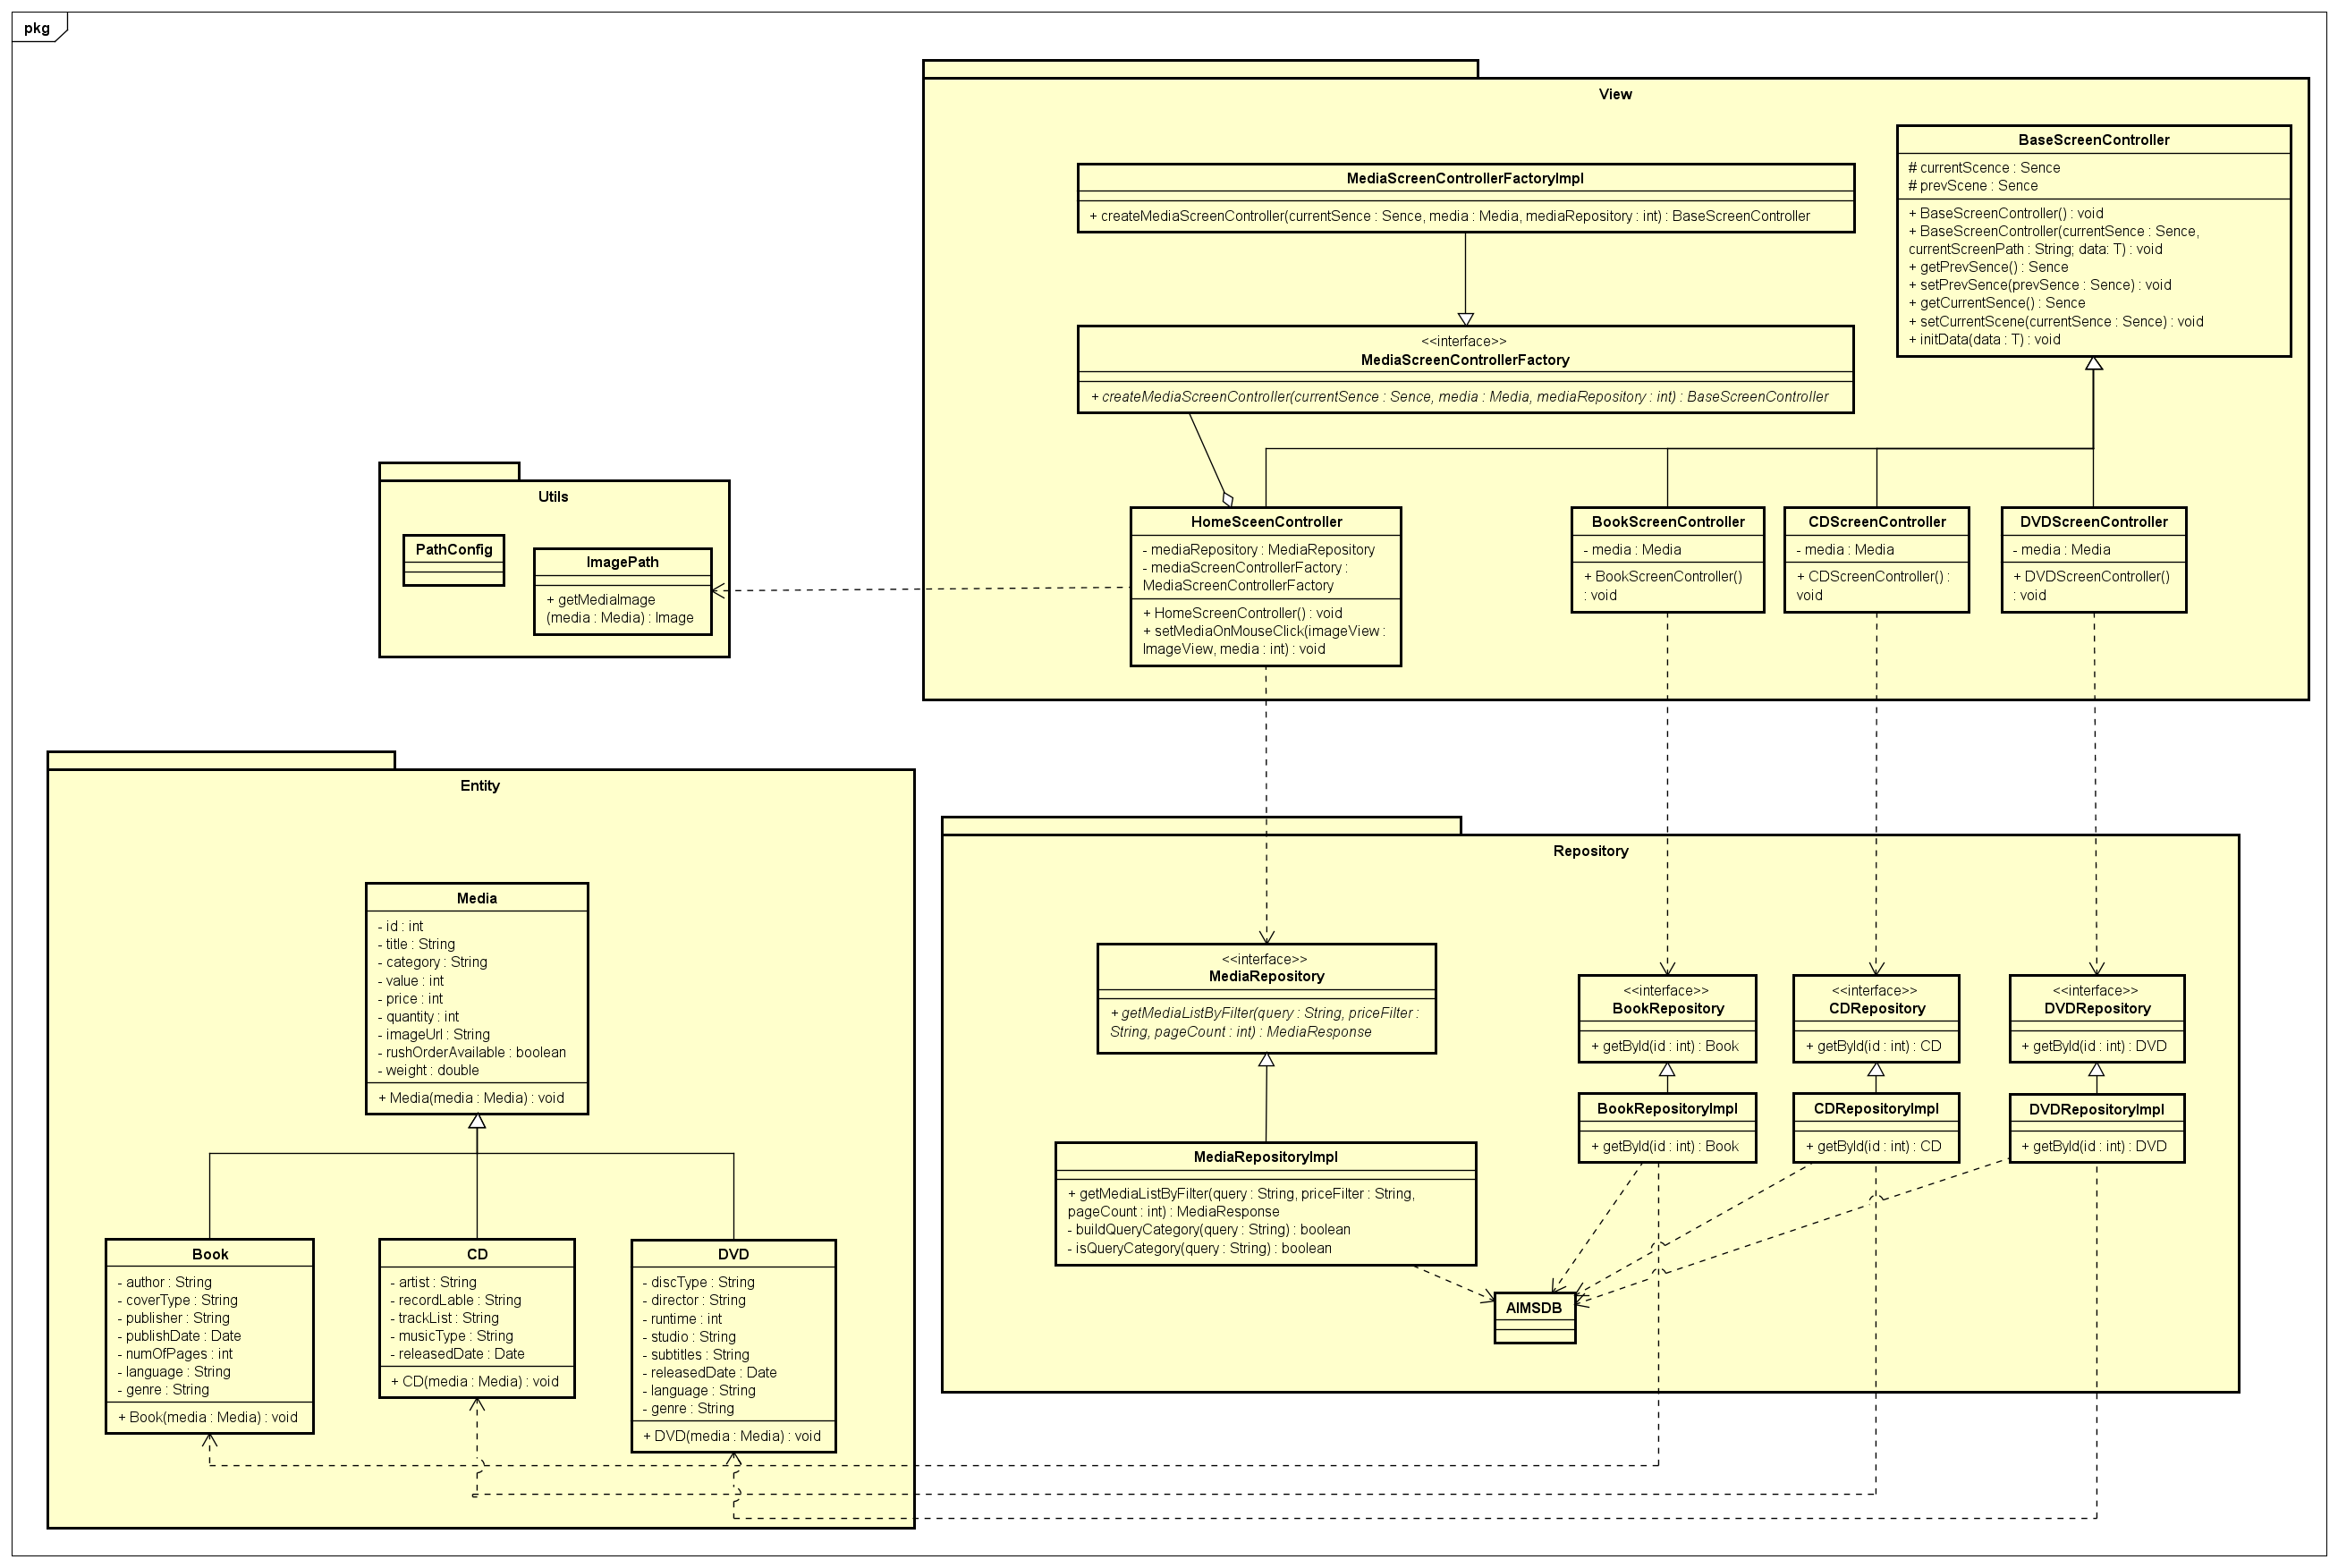 pkg
View
BaseScreenController
# currentScence : Sence
# prevScene : Sence
+ BaseScreenController() : void
+ BaseScreenController(currentSence : Sence,
currentScreenPath : String; data: T) : void
+ getPrevSence() : Sence
+ setPrevSence(prevSence : Sence) : void
+ getCurrentSence() : Sence
+ setCurrentScene(currentSence : Sence) : void
+ initData(data : T) : void
MediaScreenControllerFactoryImpl
+ createMediaScreenController(currentSence : Sence, media : Media, mediaRepository : int) : BaseScreenController
<<interface>>
MediaScreenControllerFactory
+ createMediaScreenController(currentSence : Sence, media : Media, mediaRepository : int) : BaseScreenController
HomeSceenController
- mediaRepository : MediaRepository
- mediaScreenControllerFactory :
MediaScreenControllerFactory
+ HomeScreenController() : void
+ setMediaOnMouseClick(imageView :
ImageView, media : int) : void
BookScreenController
- media : Media
+ BookScreenController()
: void
CDScreenController
- media : Media
+ CDScreenController() :
void
DVDScreenController
- media : Media
+ DVDScreenController()
: void
Utils
PathConfig
ImagePath
+ getMediaImage
(media : Media) : Image
Entity
Media
- id : int
- title : String
- category : String
- value : int
- price : int
- quantity : int
- imageUrl : String
- rushOrderAvailable : boolean
- weight : double
+ Media(media : Media) : void
Book
- author : String
- coverType : String
- publisher : String
- publishDate : Date
- numOfPages : int
- language : String
- genre : String
+ Book(media : Media) : void
CD
- artist : String
- recordLable : String
- trackList : String
- musicType : String
- releasedDate : Date
+ CD(media : Media) : void
DVD
- discType : String
- director : String
- runtime : int
- studio : String
- subtitles : String
- releasedDate : Date
- language : String
- genre : String
+ DVD(media : Media) : void
Repository
<<interface>>
MediaRepository
+ getMediaListByFilter(query : String, priceFilter :
String, pageCount : int) : MediaResponse
MediaRepositoryImpl
+ getMediaListByFilter(query : String, priceFilter : String,
pageCount : int) : MediaResponse
- buildQueryCategory(query : String) : boolean
- isQueryCategory(query : String) : boolean
<<interface>>
BookRepository
+ getById(id : int) : Book
BookRepositoryImpl
+ getById(id : int) : Book
<<interface>>
CDRepository
+ getById(id : int) : CD
CDRepositoryImpl
+ getById(id : int) : CD
<<interface>>
DVDRepository
+ getById(id : int) : DVD
DVDRepositoryImpl
+ getById(id : int) : DVD
AIMSDB